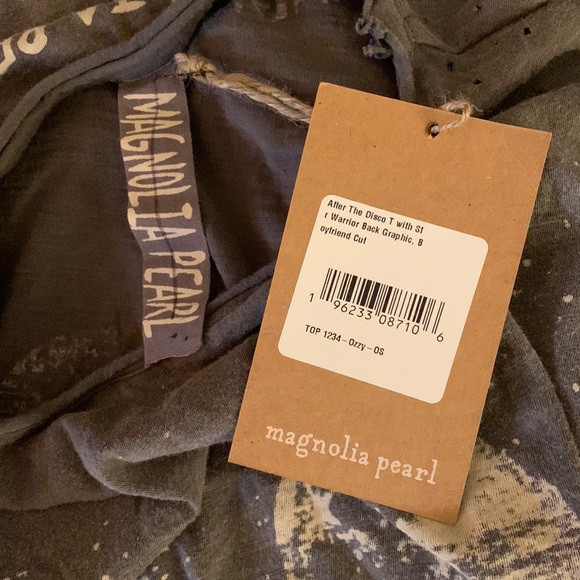 MAGNOLIA PEARL
After The Disco T with St
r Warrior Back Graphic, B
oyfriend Cut
1 96233 08710 6
TOP 1234-Ozzy-OS
magnolia pearl